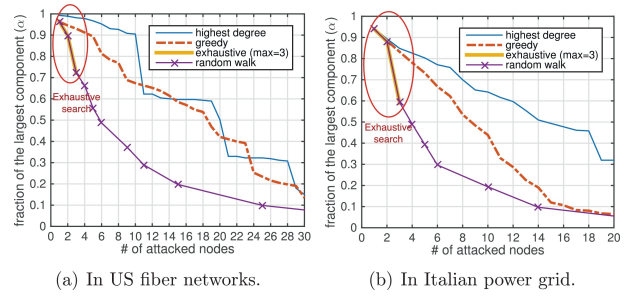 fraction of the largest component (α)
1
0.9
0.8
0.7
0.6
0.5
0.4
0.3
0.2
0.1
0
highest degree
greedy
exhaustive (max=3)
random walk
Exhaustive
search
0 2 4 6 8 10 12 14 16 18 20 22 24 26 28 30
# of attacked nodes
(a) In US fiber networks.
fraction of the largest component (α)
1
0.9
0.8
0.7
0.6
0.5
0.4
0.3
0.2
0.1
0
highest degree
greedy
exhaustive (max=3)
random walk
Exhaustive
search
0 2 4 6 8 10 12 14 16 18 20
# of attacked nodes
(b) In Italian power grid.